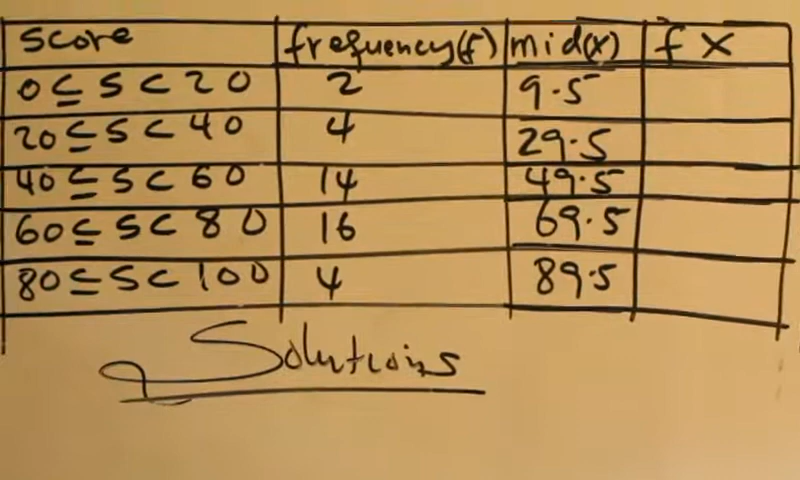 Score frequency(f) mid(x) f x
0 ≤ S < 20 2 9.5
20 ≤ S < 40 4 29.5
40 ≤ S < 60 14 49.5
60 ≤ S < 80 16 69.5
80 ≤ S < 100 4 89.5
Solutions